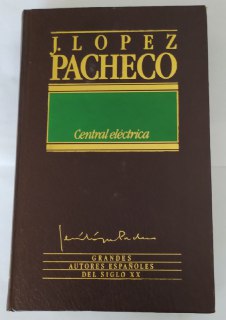 J. LOPEZ
PACHECO
Central eléctrica
GRANDES
AUTORES ESPAÑOLES
DEL SIGLO XX